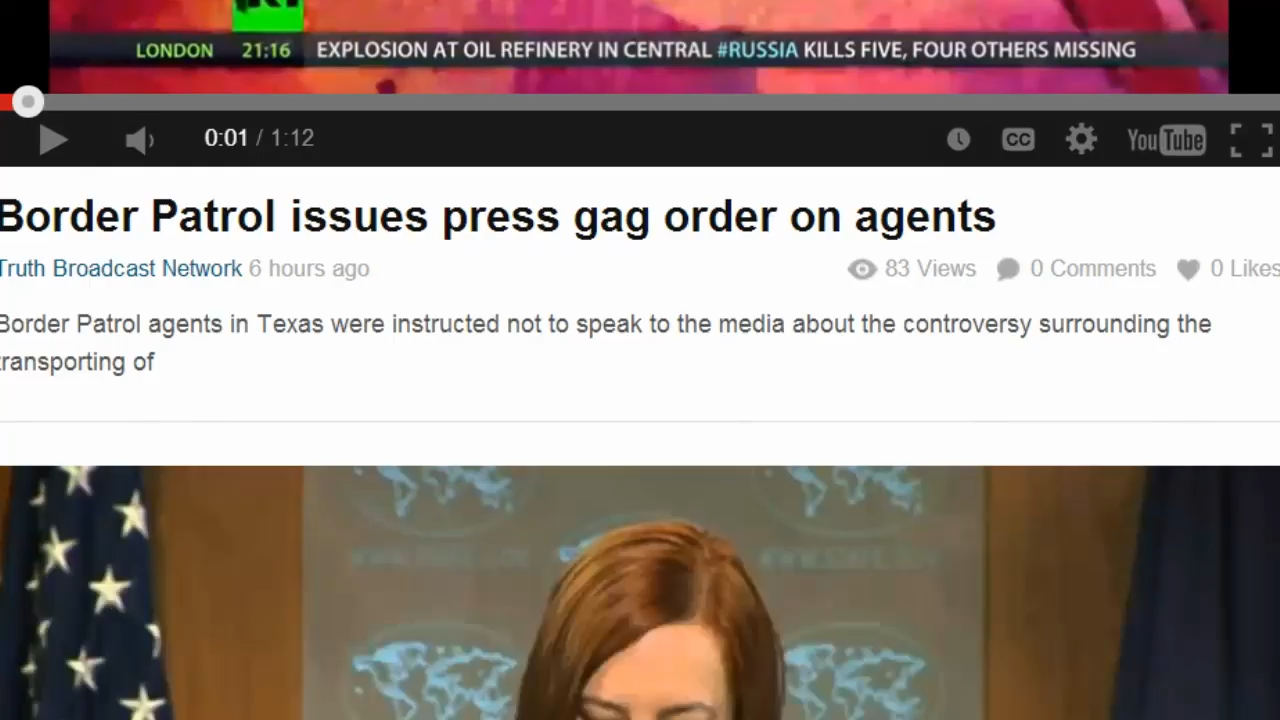 RT
LONDON 21:16 EXPLOSION AT OIL REFINERY IN CENTRAL #RUSSIA KILLS FIVE, FOUR OTHERS MISSING
0:01 / 1:12 CC YouTube
Border Patrol issues press gag order on agents
Truth Broadcast Network 6 hours ago 83 Views 0 Comments 0 Likes
Border Patrol agents in Texas were instructed not to speak to the media about the controversy surrounding the
transporting of